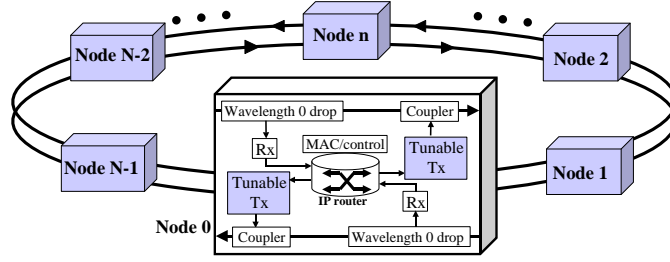 Node n
Node N-2
Node 2
Wavelength 0 drop
Coupler
Rx
MAC/control
Tunable
Tx
Node N-1
Tunable
Tx
Node 1
IP router
Rx
Node 0
Coupler
Wavelength 0 drop